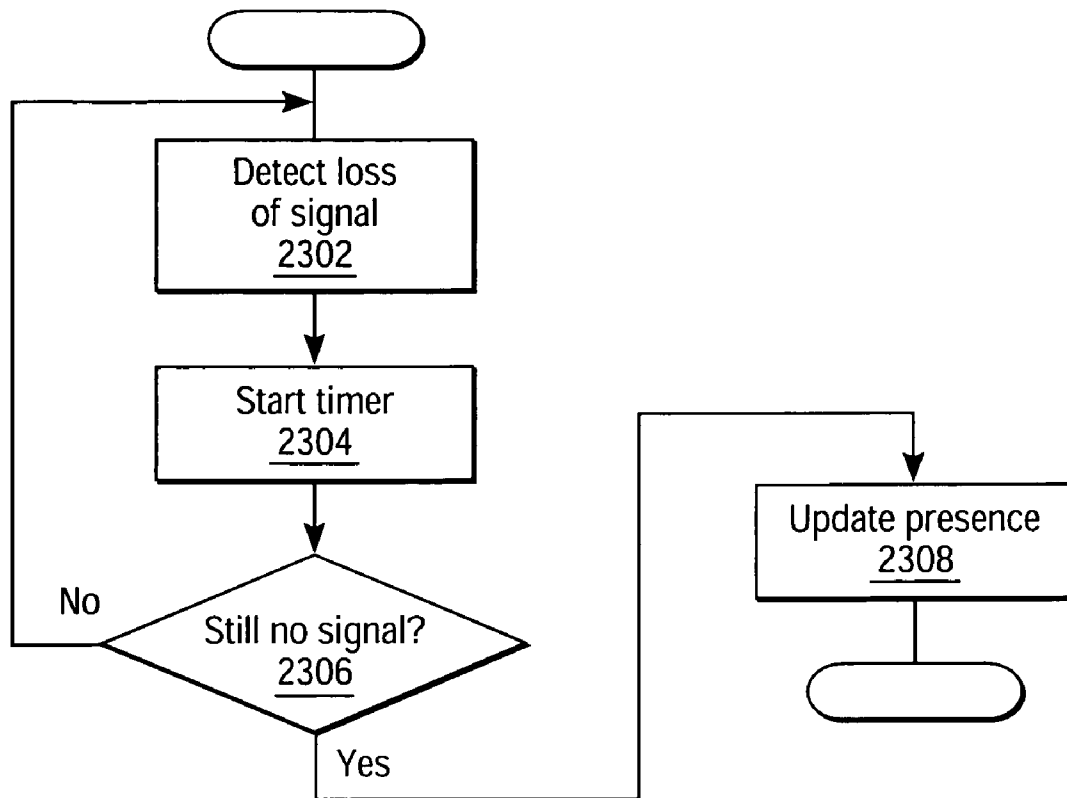 Detect loss
of signal
2302
Start timer
2304
No
Still no signal?
2306
Yes
Update presence
2308